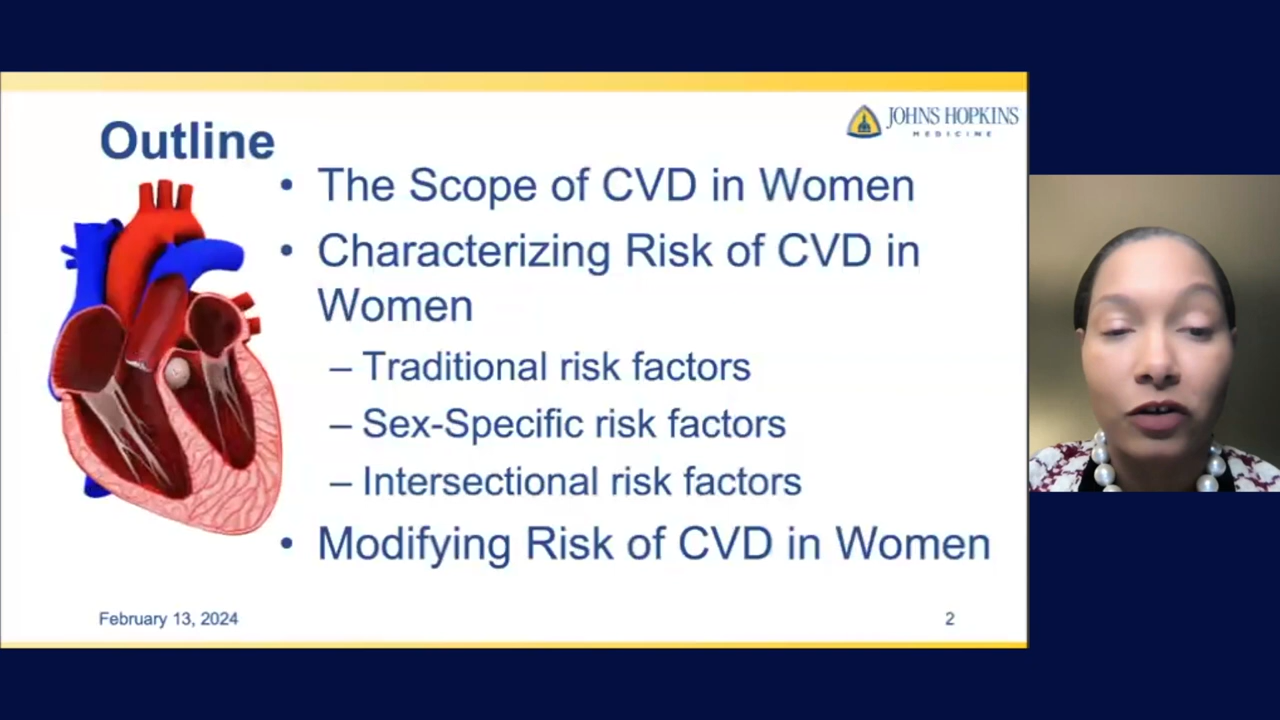 Outline
JOHNS HOPKINS
MEDICINE
• The Scope of CVD in Women
• Characterizing Risk of CVD in
Women
– Traditional risk factors
– Sex-Specific risk factors
– Intersectional risk factors
• Modifying Risk of CVD in Women
February 13, 2024
2